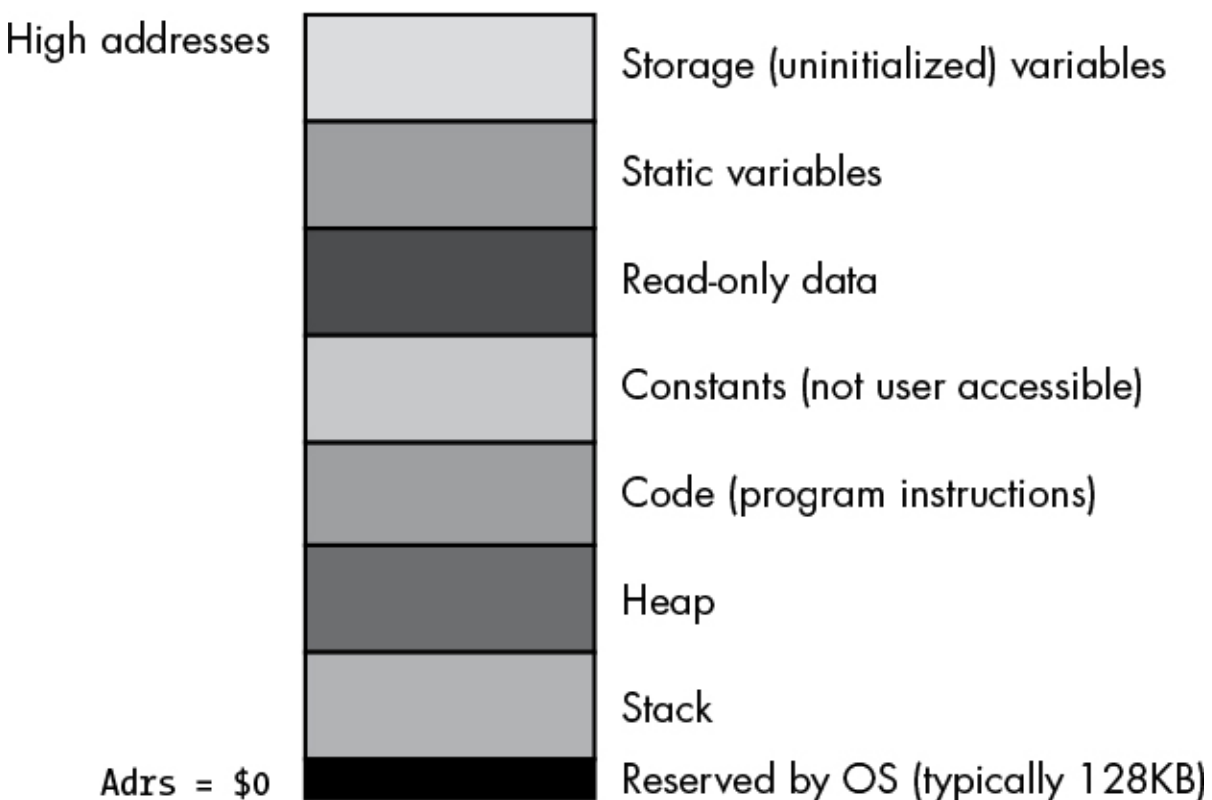 High addresses
Storage (uninitialized) variables
Static variables
Read-only data
Constants (not user accessible)
Code (program instructions)
Heap
Stack
Adrs = $0
Reserved by OS (typically 128KB)